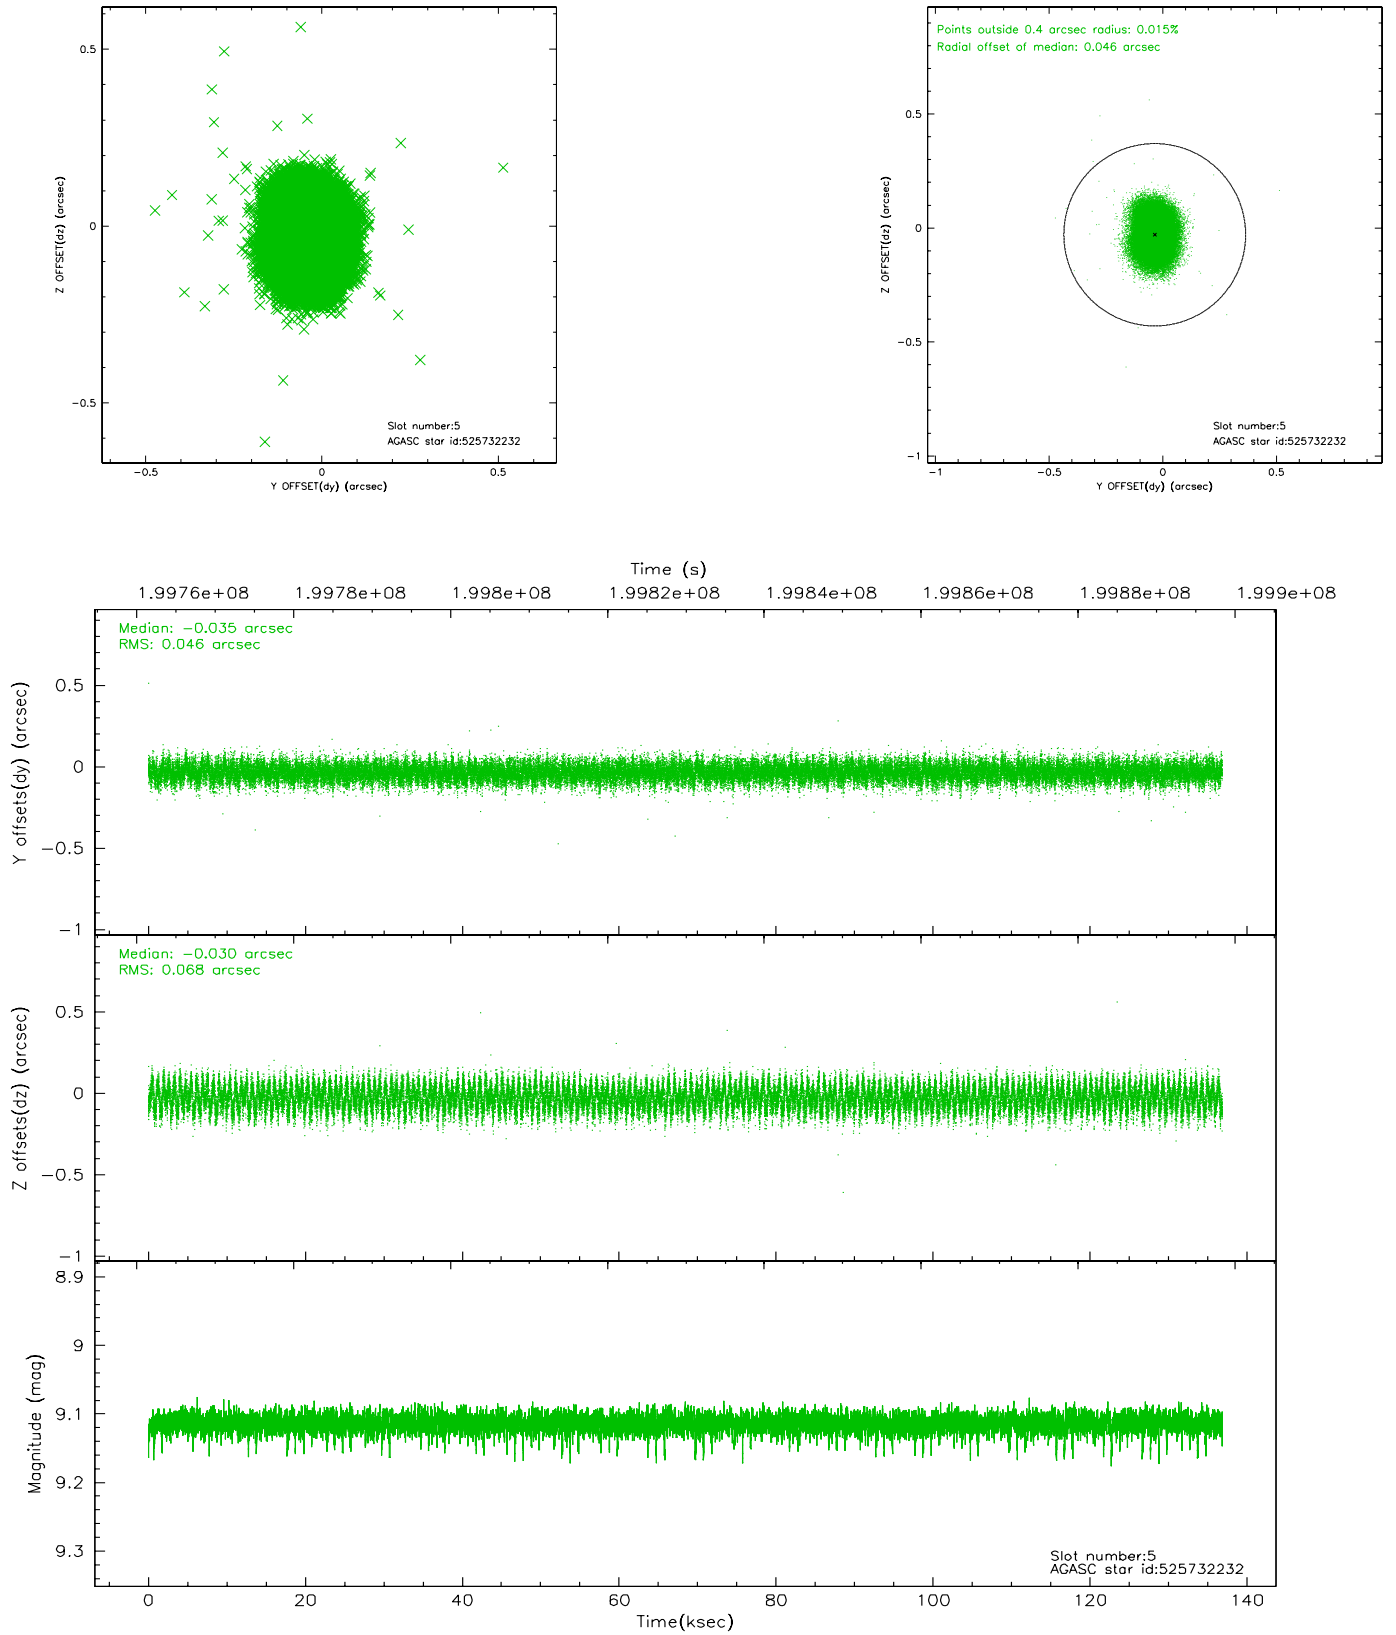 0.5
0
−0.5
Z OFFSET(dz) (arcsec)
Slot number:5
AGASC star id:525732232
−0.5
0
0.5
Y OFFSET(dy) (arcsec)
Points outside 0.4 arcsec radius: 0.015%
Radial offset of median: 0.046 arcsec
0.5
0
−0.5
−1
Z OFFSET(dz) (arcsec)
Slot number:5
AGASC star id:525732232
−1
−0.5
0
0.5
Y OFFSET(dy) (arcsec)
Time (s)
1.9976e+08
1.9978e+08
1.998e+08
1.9982e+08
1.9984e+08
1.9986e+08
1.9988e+08
1.999e+08
Median: −0.035 arcsec
RMS: 0.046 arcsec
0.5
0
−0.5
−1
Y offsets(dy) (arcsec)
Median: −0.030 arcsec
RMS: 0.068 arcsec
0.5
0
−0.5
−1
Z offsets(dz) (arcsec)
8.9
9
9.1
9.2
9.3
Magnitude (mag)
Slot number:5
AGASC star id:525732232
0
20
40
60
80
100
120
140
Time(ksec)